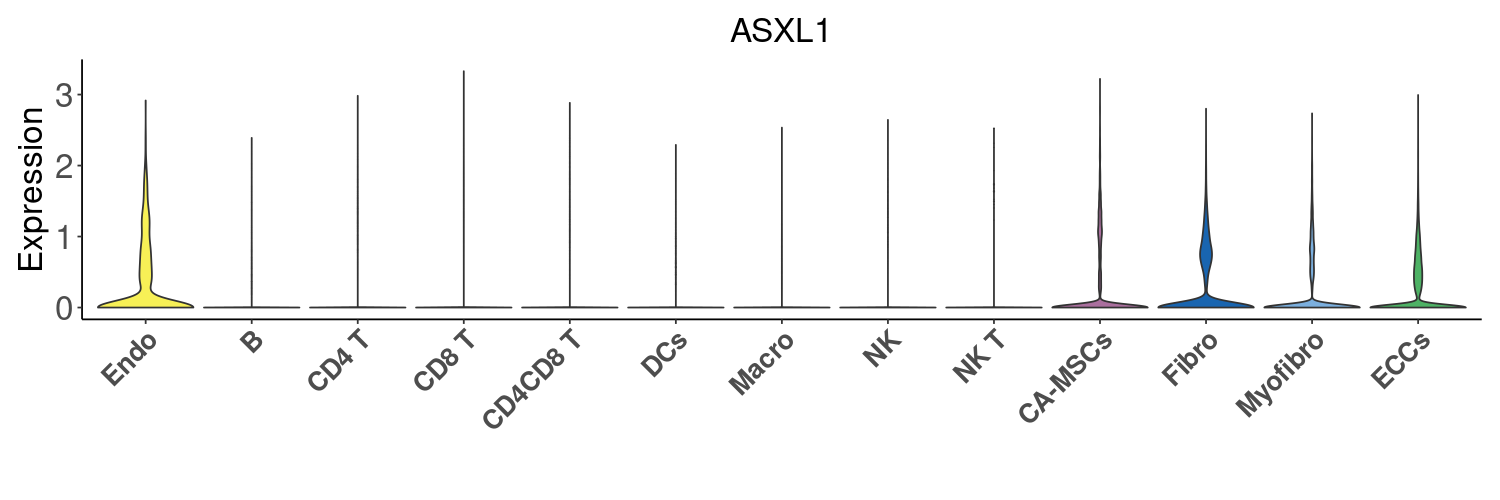 ASXL1
Expression
3
2
1
0
Endo
B
CD4 T
CD8 T
CD4CD8 T
DCs
Macro
NK
NK T
CA-MSCs
Fibro
Myofibro
ECCs